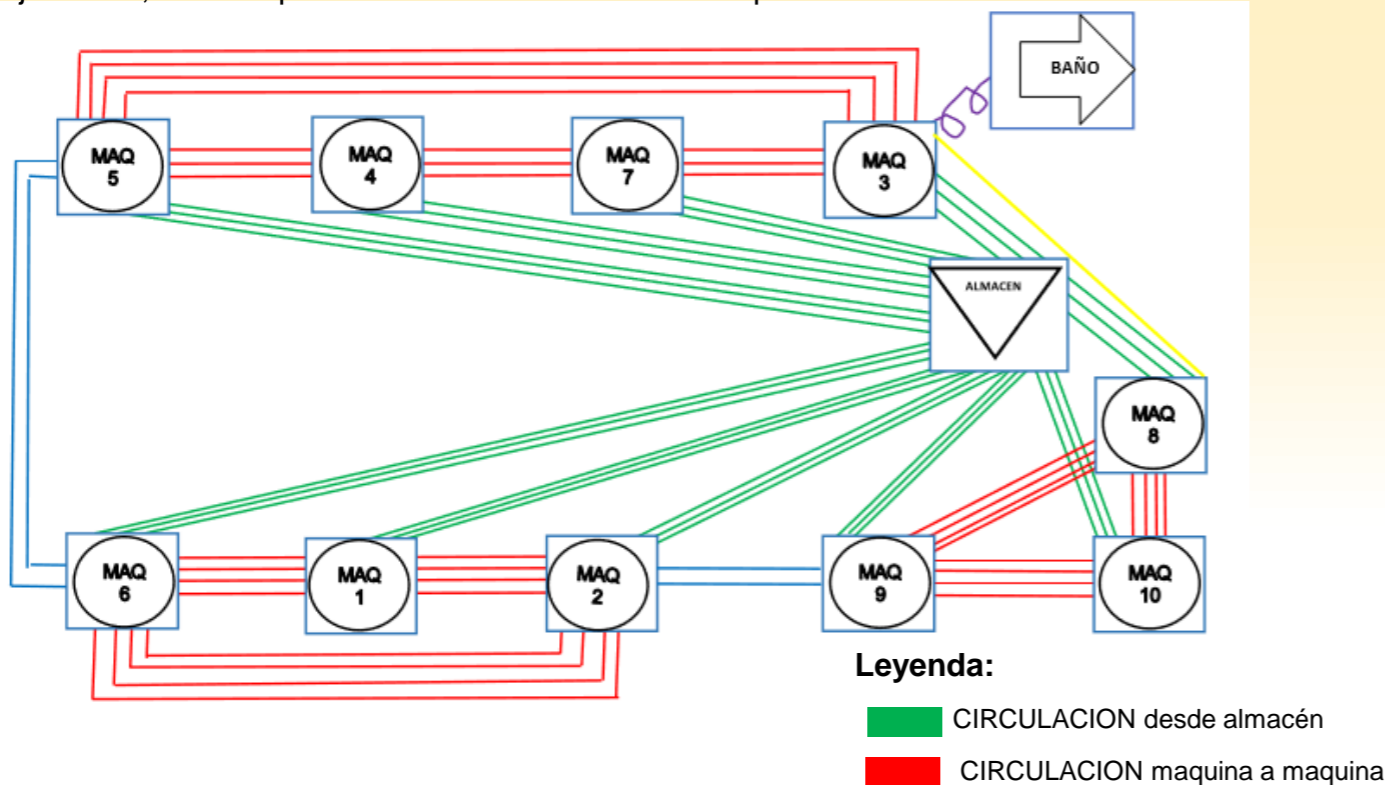 BAÑO
MAQ
5
MAQ
4
MAQ
7
MAQ
3
ALMACEN
MAQ
8
MAQ
6
MAQ
1
MAQ
2
MAQ
9
MAQ
10
Leyenda:
CIRCULACION desde almacén
CIRCULACION maquina a maquina